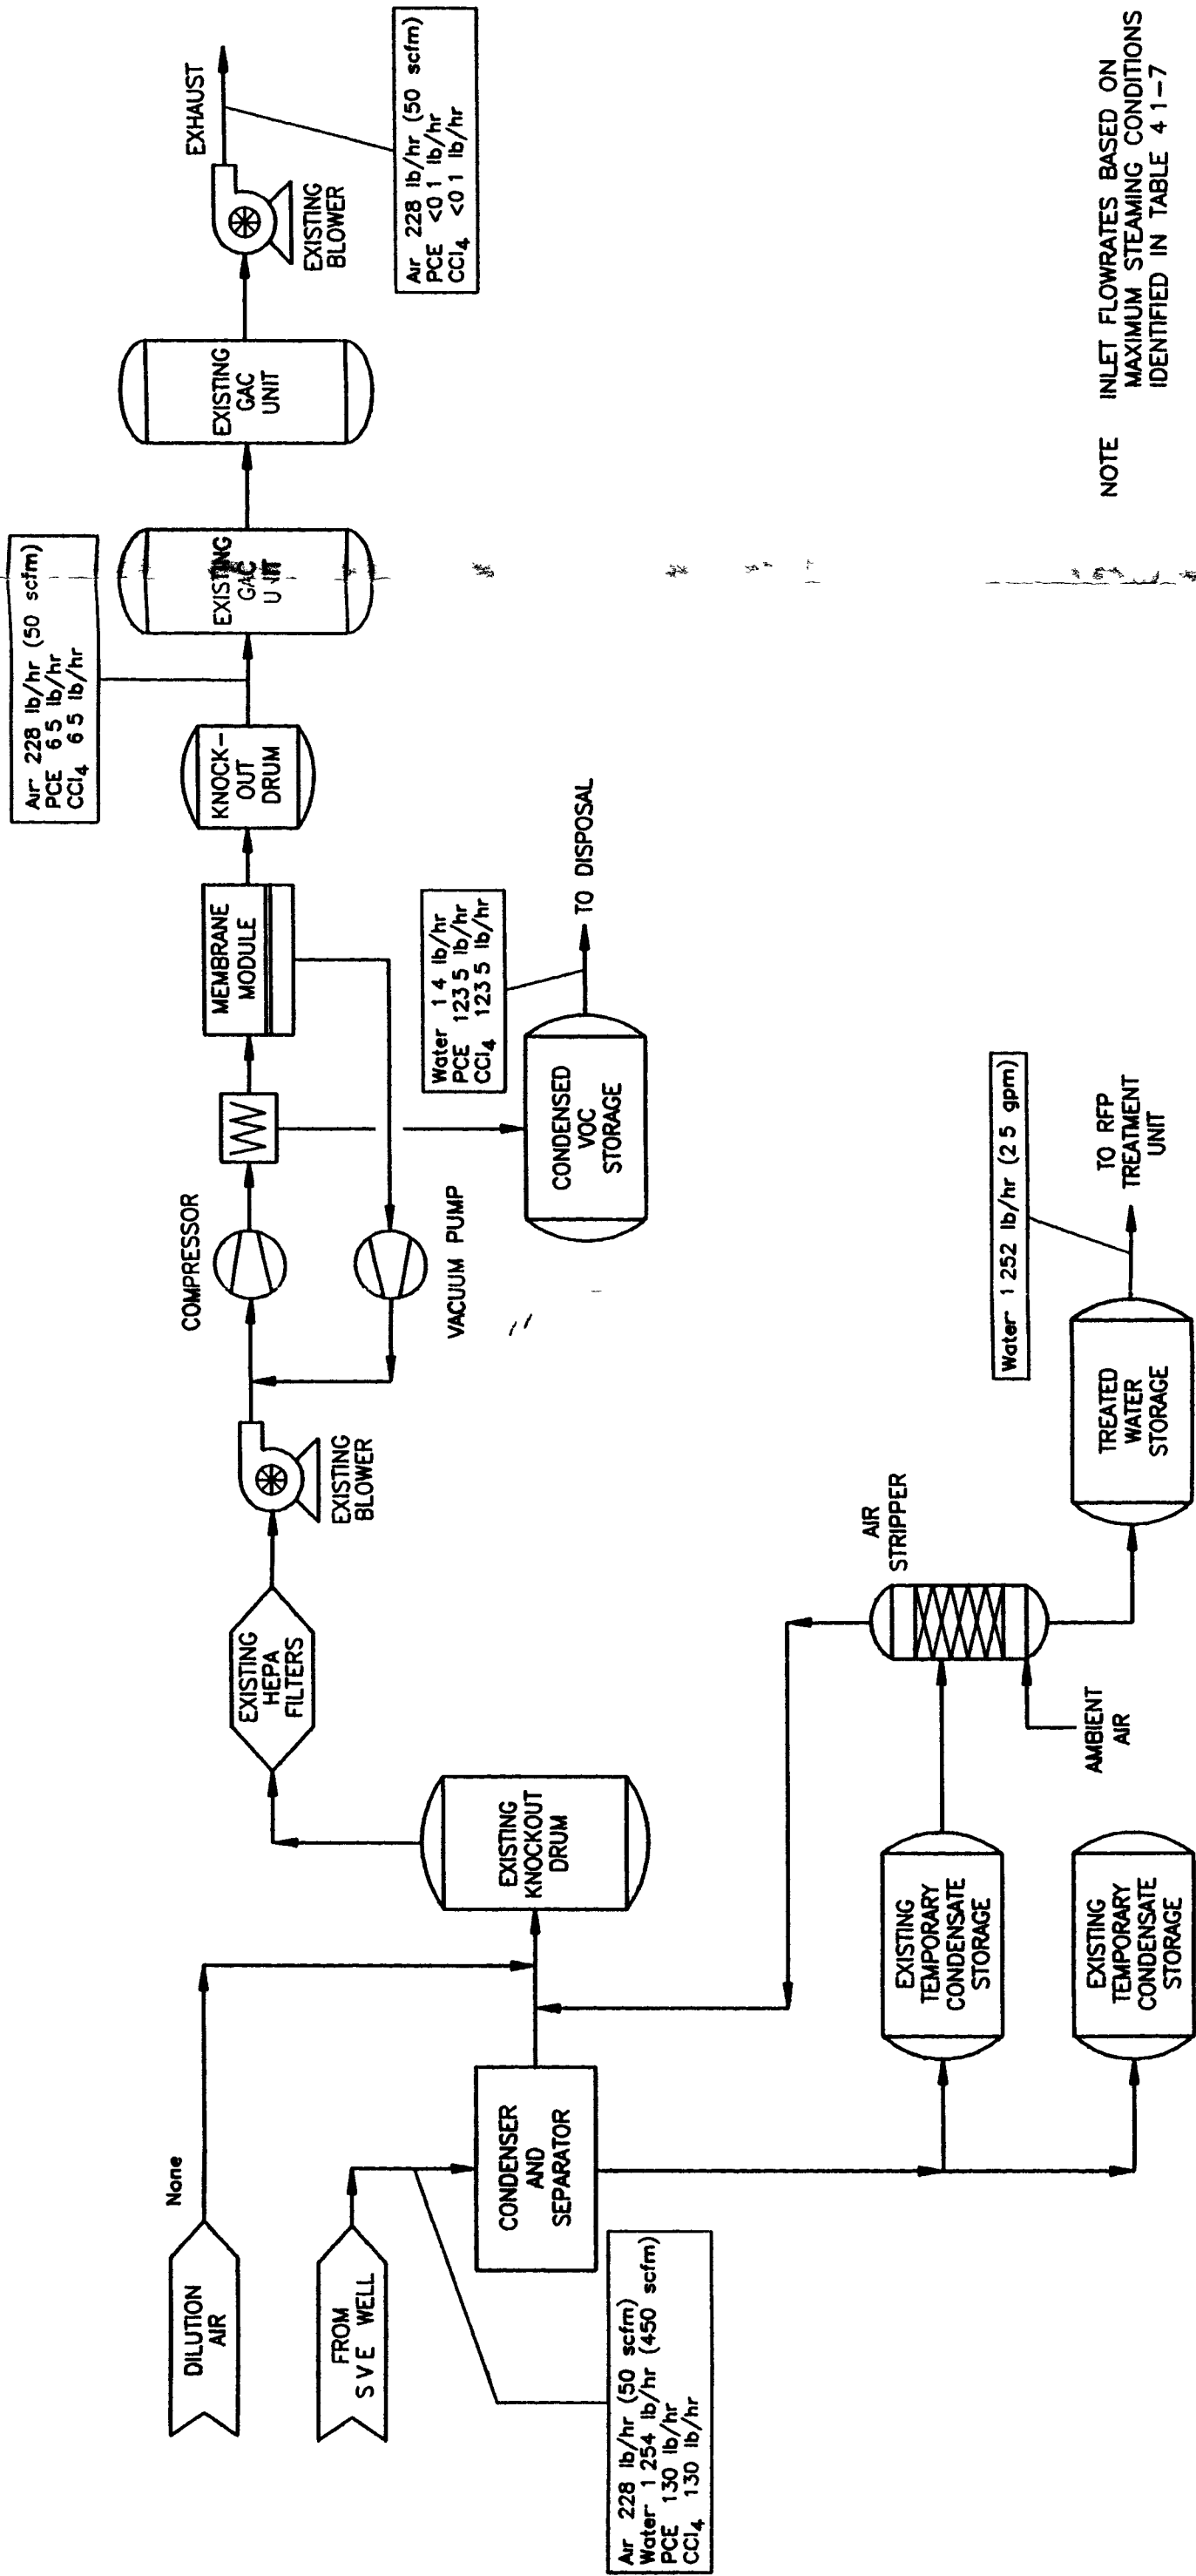 DILUTION
AIR
None
FROM
S V E WELL
Air 228 lb/hr (50 scfm)
Water 1 254 lb/hr (450 scfm)
PCE 130 lb/hr
CCl4 130 lb/hr
CONDENSER
AND
SEPARATOR
EXISTING
KNOCKOUT
DRUM
EXISTING
HEPA
FILTERS
EXISTING
BLOWER
COMPRESSOR
VACUUM PUMP
MEMBRANE
MODULE
KNOCK-
OUT
DRUM
Air 228 lb/hr (50 scfm)
PCE 6 5 lb/hr
CCl4 6 5 lb/hr
EXISTING
GAC
UNIT
EXISTING
GAC
UNIT
EXISTING
BLOWER
EXHAUST
Air 228 lb/hr (50 scfm)
PCE <0 1 lb/hr
CCl4 <0 1 lb/hr
CONDENSED
VOC
STORAGE
Water 1 4 lb/hr
PCE 123 5 lb/hr
CCl4 123 5 lb/hr
TO DISPOSAL
EXISTING
TEMPORARY
CONDENSATE
STORAGE
EXISTING
TEMPORARY
CONDENSATE
STORAGE
AIR
STRIPPER
AMBIENT
AIR
TREATED
WATER
STORAGE
Water 1 252 lb/hr (2 5 gpm)
TO RFP
TREATMENT
UNIT
NOTE INLET FLOWRATES BASED ON
MAXIMUM STEAMING CONDITIONS
IDENTIFIED IN TABLE 4 1-7